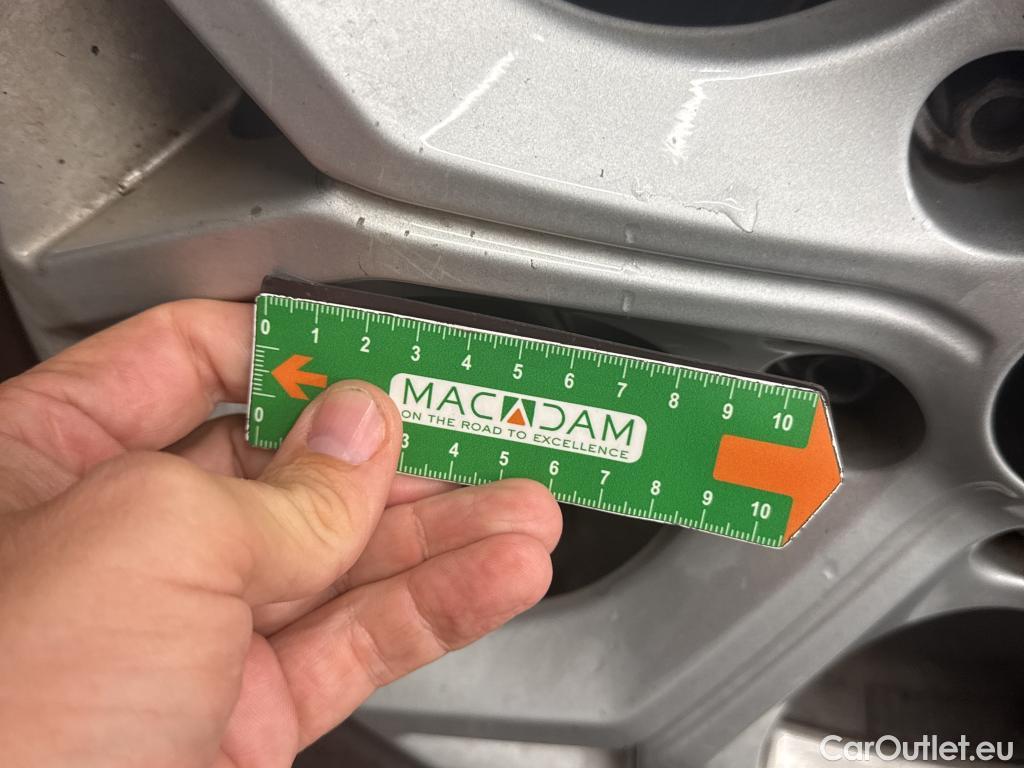 0 1 2 3 4 5 6 7 8 9 10
MACADAM
ON THE ROAD TO EXCELLENCE
0 3 4 5 6 7 8 9 10
CarOutlet.eu